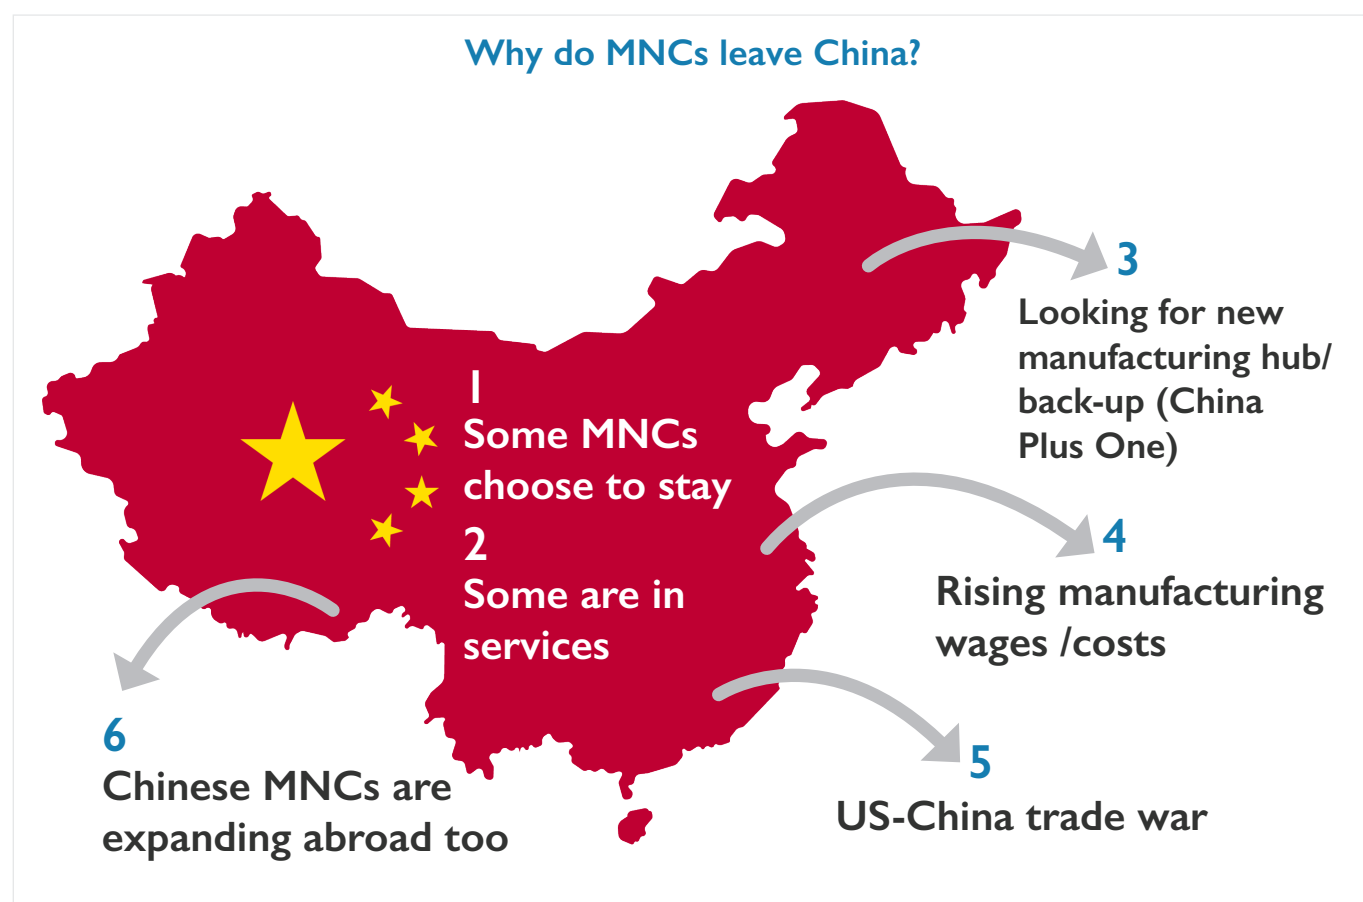 Why do MNCs leave China?
1
Some MNCs
choose to stay
2
Some are in
services
3
Looking for new
manufacturing hub/
back-up (China
Plus One)
4
Rising manufacturing
wages /costs
5
US-China trade war
6
Chinese MNCs are
expanding abroad too